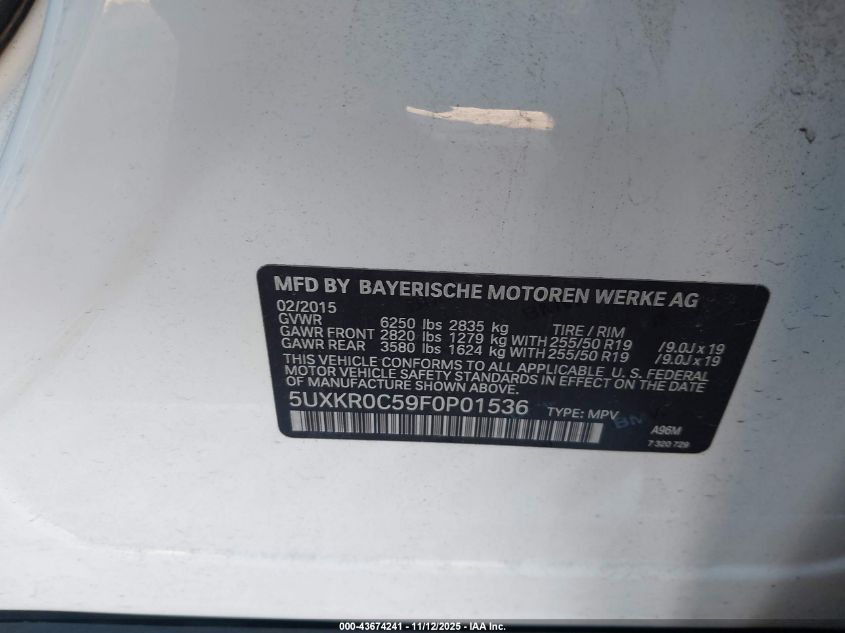 MFD BY BAYERISCHE MOTOREN WERKE AG
02/2015
GVWR 6250 lbs 2835 kg TIRE / RIM
GAWR FRONT 2820 lbs 1279 kg WITH 255/50 R19 /9.0J x 19
GAWR REAR 3580 lbs 1624 kg WITH 255/50 R19 /9.0J x 19
THIS VEHICLE CONFORMS TO ALL APPLICABLE U. S. FEDERAL
MOTOR VEHICLE SAFETY STANDARDS IN EFFECT ON THE DATE
OF MANUFACTURE SHOWN ABOVE.
5UXKR0C59F0P01536 TYPE: MPV
A96M
7 320 729
000-43674241 - 11/12/2025 - IAA Inc.